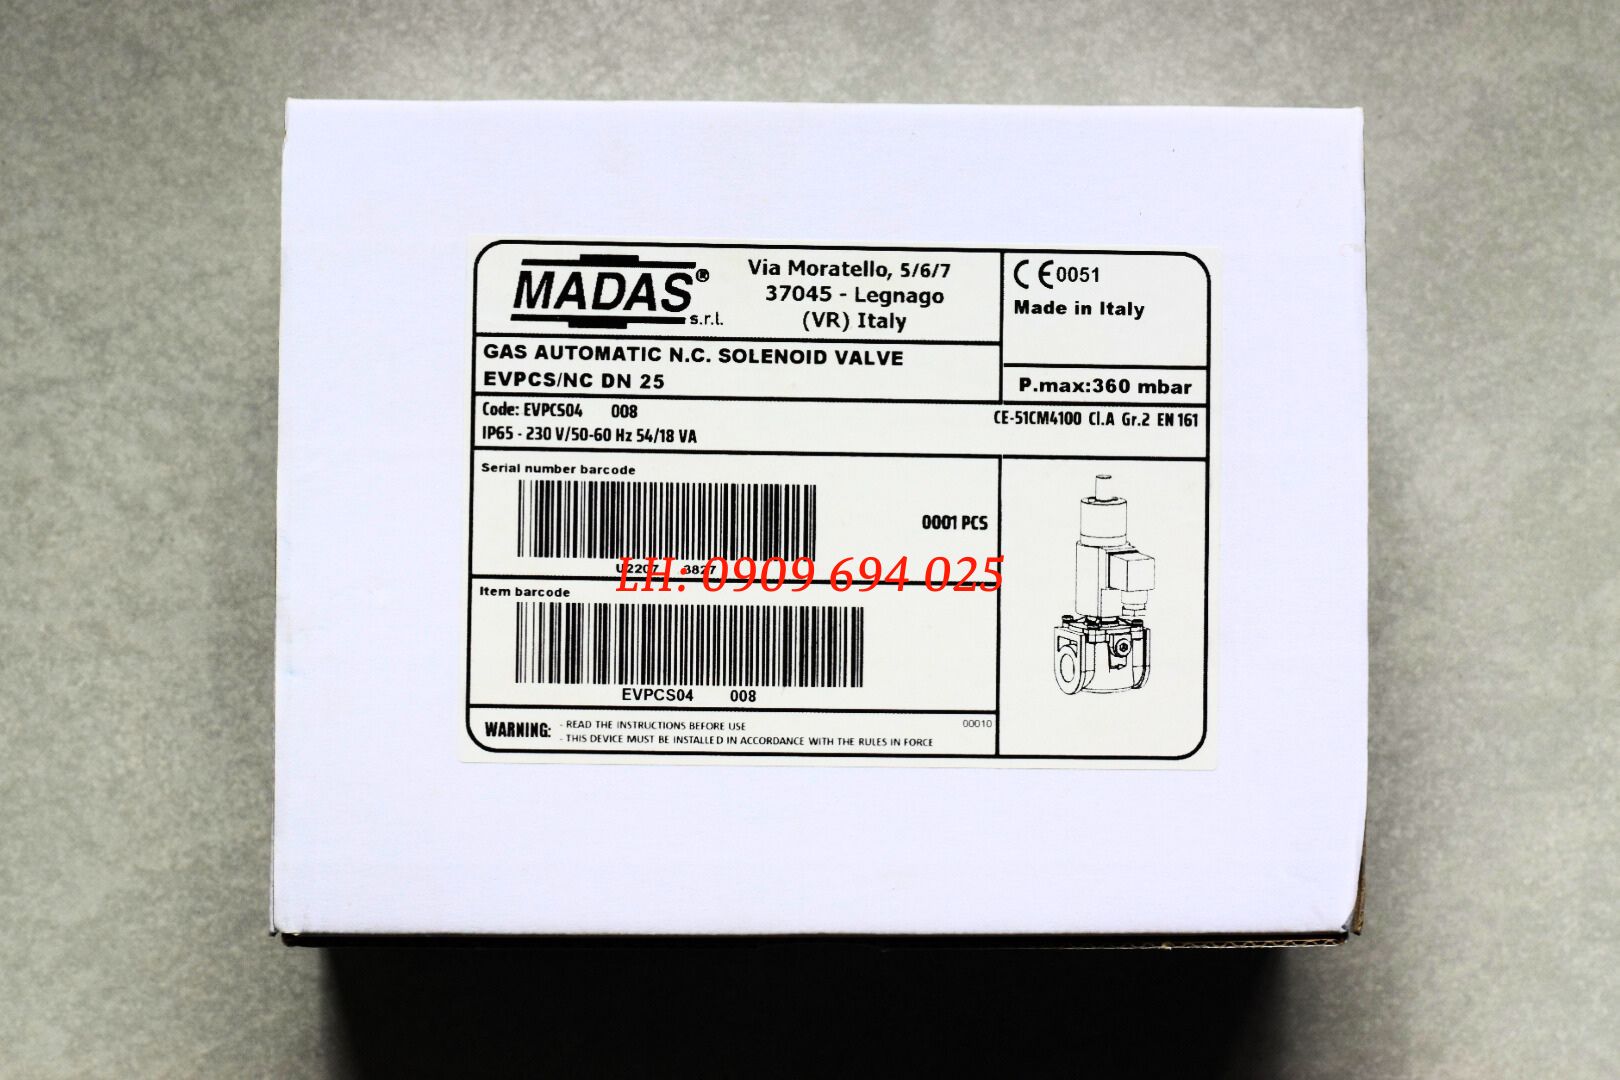 MADAS®
s.r.l.
Via Moratello, 5/6/7
37045 - Legnago
(VR) Italy
CE0051
Made in Italy
GAS AUTOMATIC N.C. SOLENOID VALVE
EVPCS/NC DN 25
P.max:360 mbar
Code: EVPCS04 008
IP65 - 230 V/50-60 Hz 54/18 VA
CE-51CM4100 Cl.A Gr.2 EN 161
Serial number barcode
0001 PCS
U2207 3827
LH: 0909 694 025
Item barcode
EVPCS04 008
WARNING:
- READ THE INSTRUCTIONS BEFORE USE
- THIS DEVICE MUST BE INSTALLED IN ACCORDANCE WITH THE RULES IN FORCE
00010